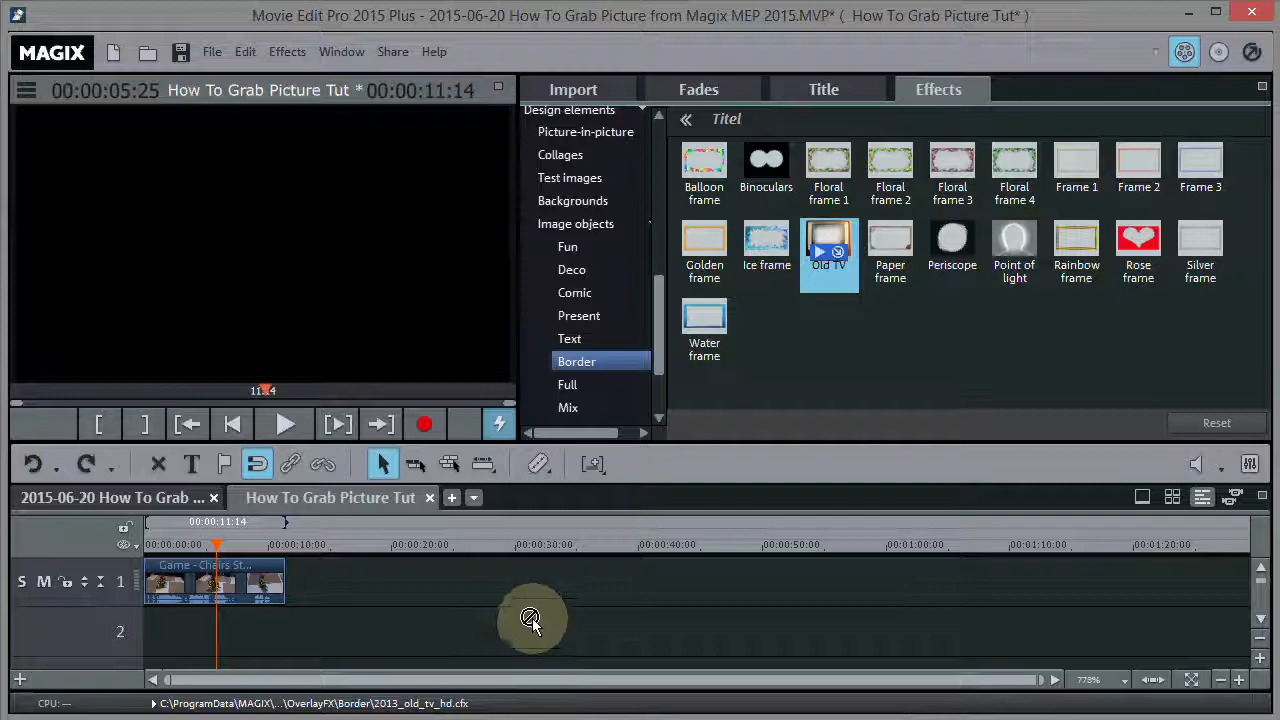 Movie Edit Pro 2015 Plus - 2015-06-20 How To Grab Picture from Magix MEP 2015.MVP* ( How To Grab Picture Tut* )
MAGIX File Edit Effects Window Share Help
00:00:05:25 How To Grab Picture Tut * 00:00:11:14
Import Fades Title Effects
Design elements
Picture-in-picture
Collages
Test images
Backgrounds
Image objects
Fun
Deco
Comic
Present
Text
Border
Full
Mix
Titel
Balloon frame
Binoculars
Floral frame 1
Floral frame 2
Floral frame 3
Floral frame 4
Frame 1
Frame 2
Frame 3
Golden frame
Ice frame
Old TV
Paper frame
Periscope
Point of light
Rainbow frame
Rose frame
Silver frame
Water frame
Reset
2015-06-20 How To Grab ... How To Grab Picture Tut
00:00:11:14
00:00:00:00 00:00:10:00 00:00:20:00 00:00:30:00 00:00:40:00 00:00:50:00 00:01:00:00 00:01:10:00 00:01:20:00
Game - Chairs St...
S M 1
2
778%
CPU: --- C:\ProgramData\MAGIX\...\OverlayFX\Border\2013_old_tv_hd.cfx